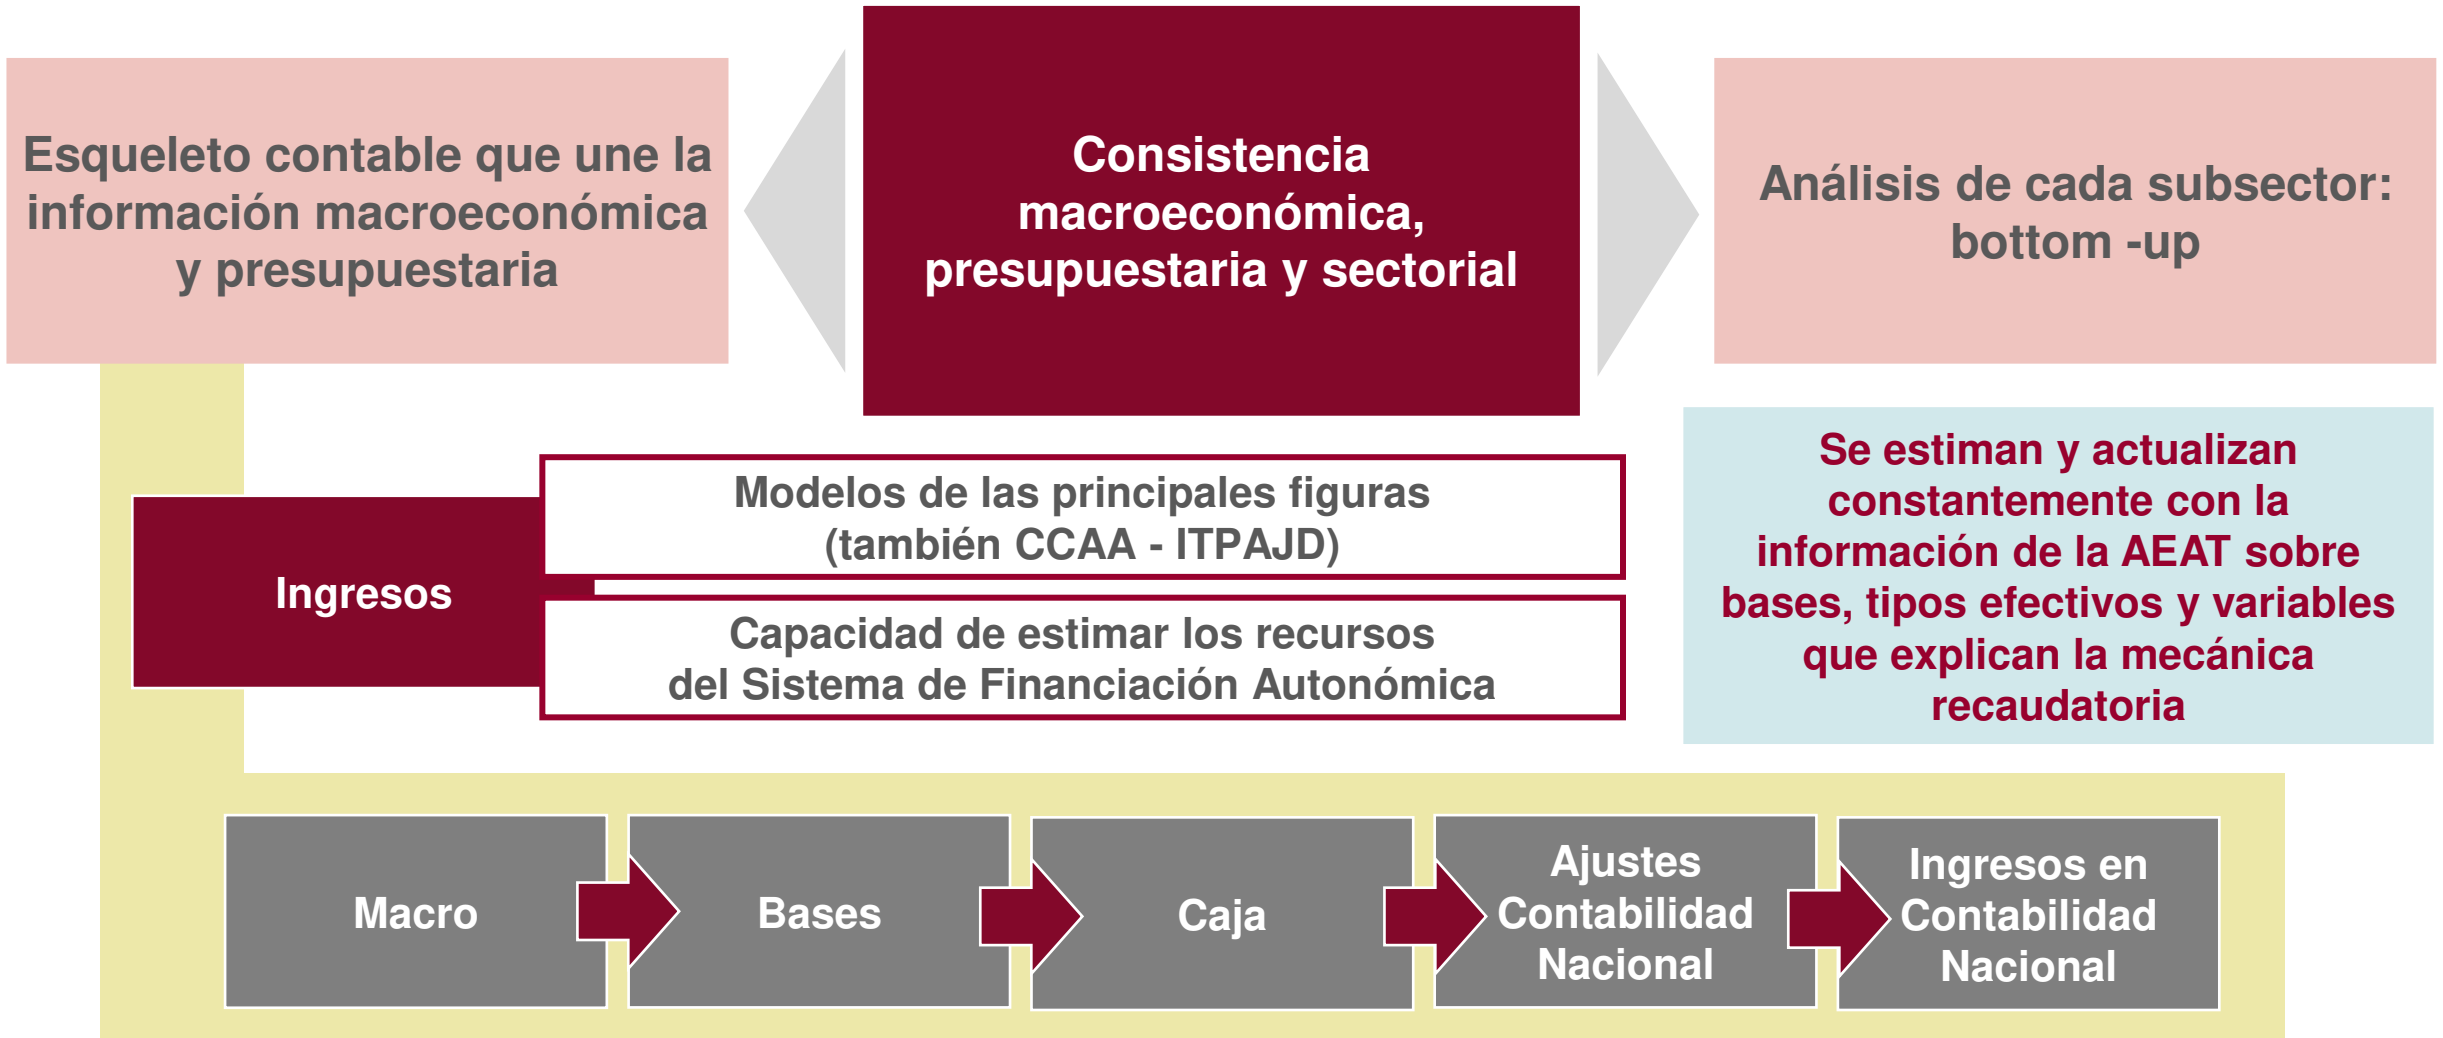 Esqueleto contable que une la
información macroeconómica
y presupuestaria
Consistencia
macroeconómica,
presupuestaria y sectorial
Análisis de cada subsector:
bottom -up
Ingresos
Modelos de las principales figuras
(también CCAA - ITPAJD)
Capacidad de estimar los recursos
del Sistema de Financiación Autonómica
Se estiman y actualizan
constantemente con la
información de la AEAT sobre
bases, tipos efectivos y variables
que explican la mecánica
recaudatoria
Macro
Bases
Caja
Ajustes
Contabilidad
Nacional
Ingresos en
Contabilidad
Nacional